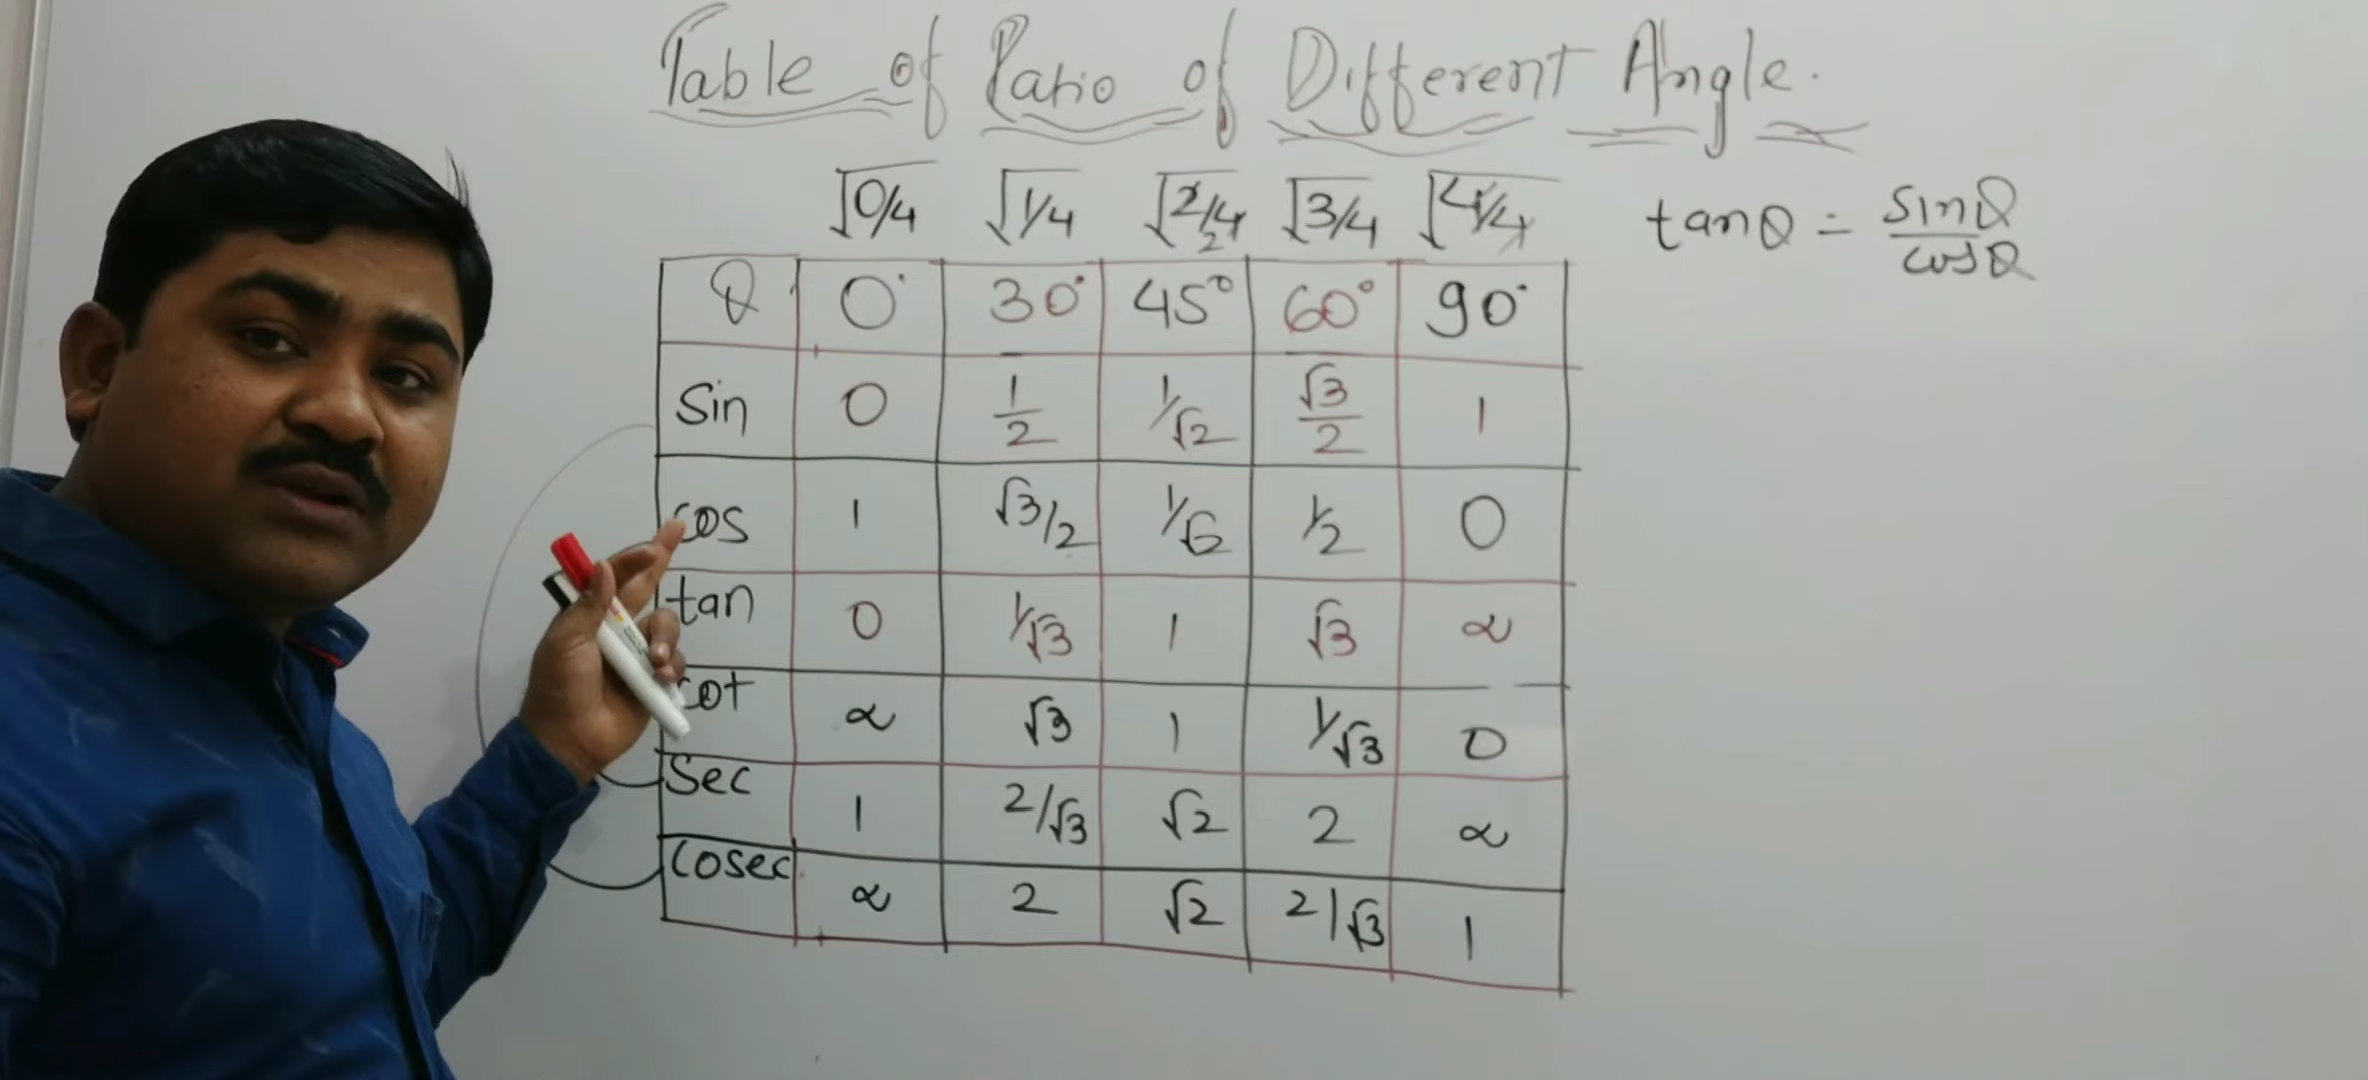 Table of Ratio of Different Angle.
√0/4 √1/4 √2/4 2 √3/4 √4/4 tanθ = sinθ/cosθ
θ 0° 30° 45° 60° 90°
Sin 0 1/2 1/√2 √3/2 1
cos 1 √3/2 1/√2 1/2 0
tan 0 1/√3 1 √3 α
cot α √3 1 1/√3 0
Sec 1 2/√3 √2 2 α
Cosec α 2 √2 2/√3 1